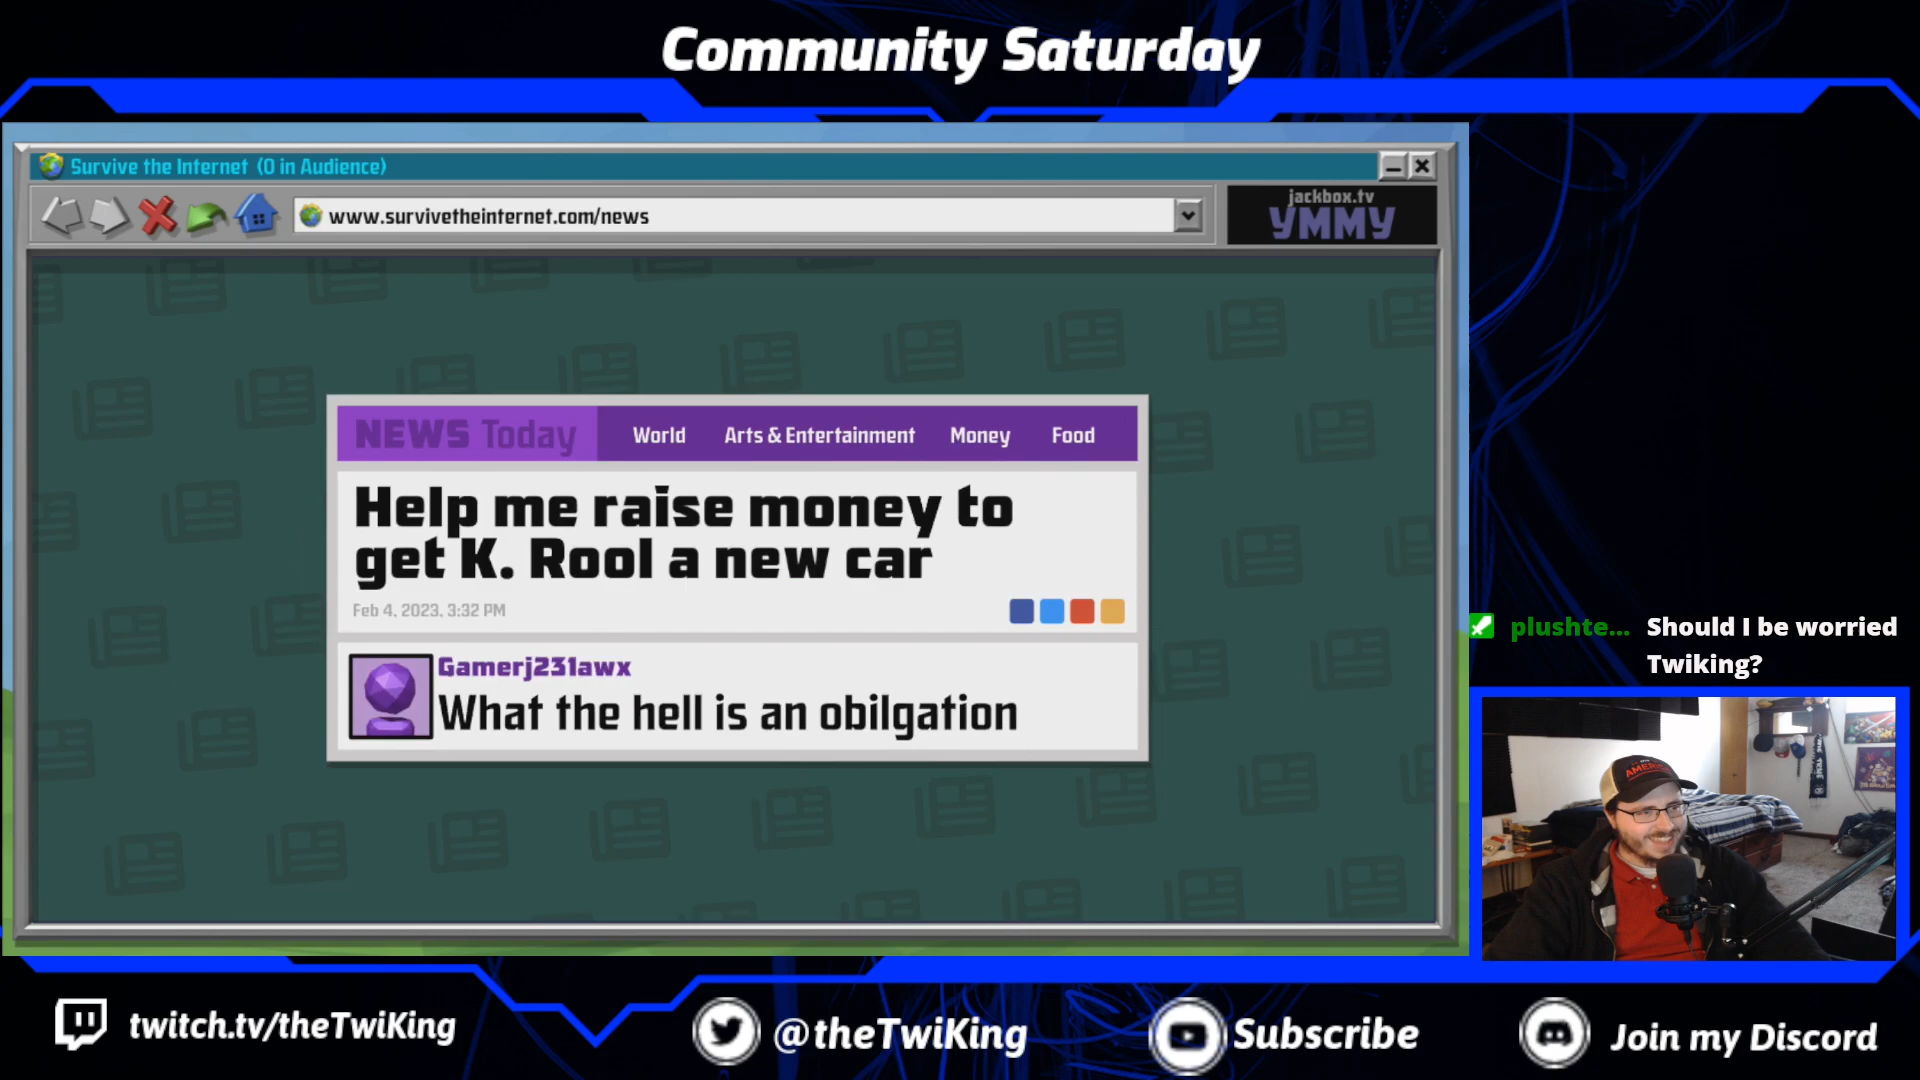 Community Saturday
Survive the Internet (0 in Audience)
www.survivetheinternet.com/news
jackbox.tv
YMMY
NEWS Today World Arts & Entertainment Money Food
Help me raise money to
get K. Rool a new car
Feb 4, 2023, 3:32 PM
Gamerj231awx
What the hell is an obilgation
plushte... Should I be worried
Twiking?
twitch.tv/theTwiKing
@theTwiKing
Subscribe
Join my Discord